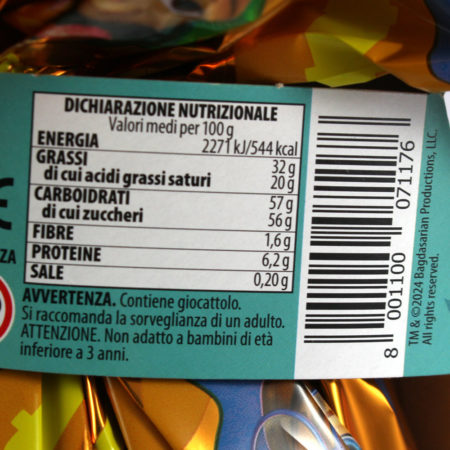 DICHIARAZIONE NUTRIZIONALE
Valori medi per 100 g
ENERGIA 2271 kJ/544 kcal
GRASSI 32 g
di cui acidi grassi saturi 20 g
CARBOIDRATI 57 g
di cui zuccheri 56 g
FIBRE 1,6 g
PROTEINE 6,2 g
SALE 0,20 g
AVVERTENZA. Contiene giocattolo.
Si raccomanda la sorveglianza di un adulto.
ATTENZIONE. Non adatto a bambini di età
inferiore a 3 anni.
ZA
8 001100 071176
TM & ©2024 Bagdasarian Productions, LLC.
All rights reserved.